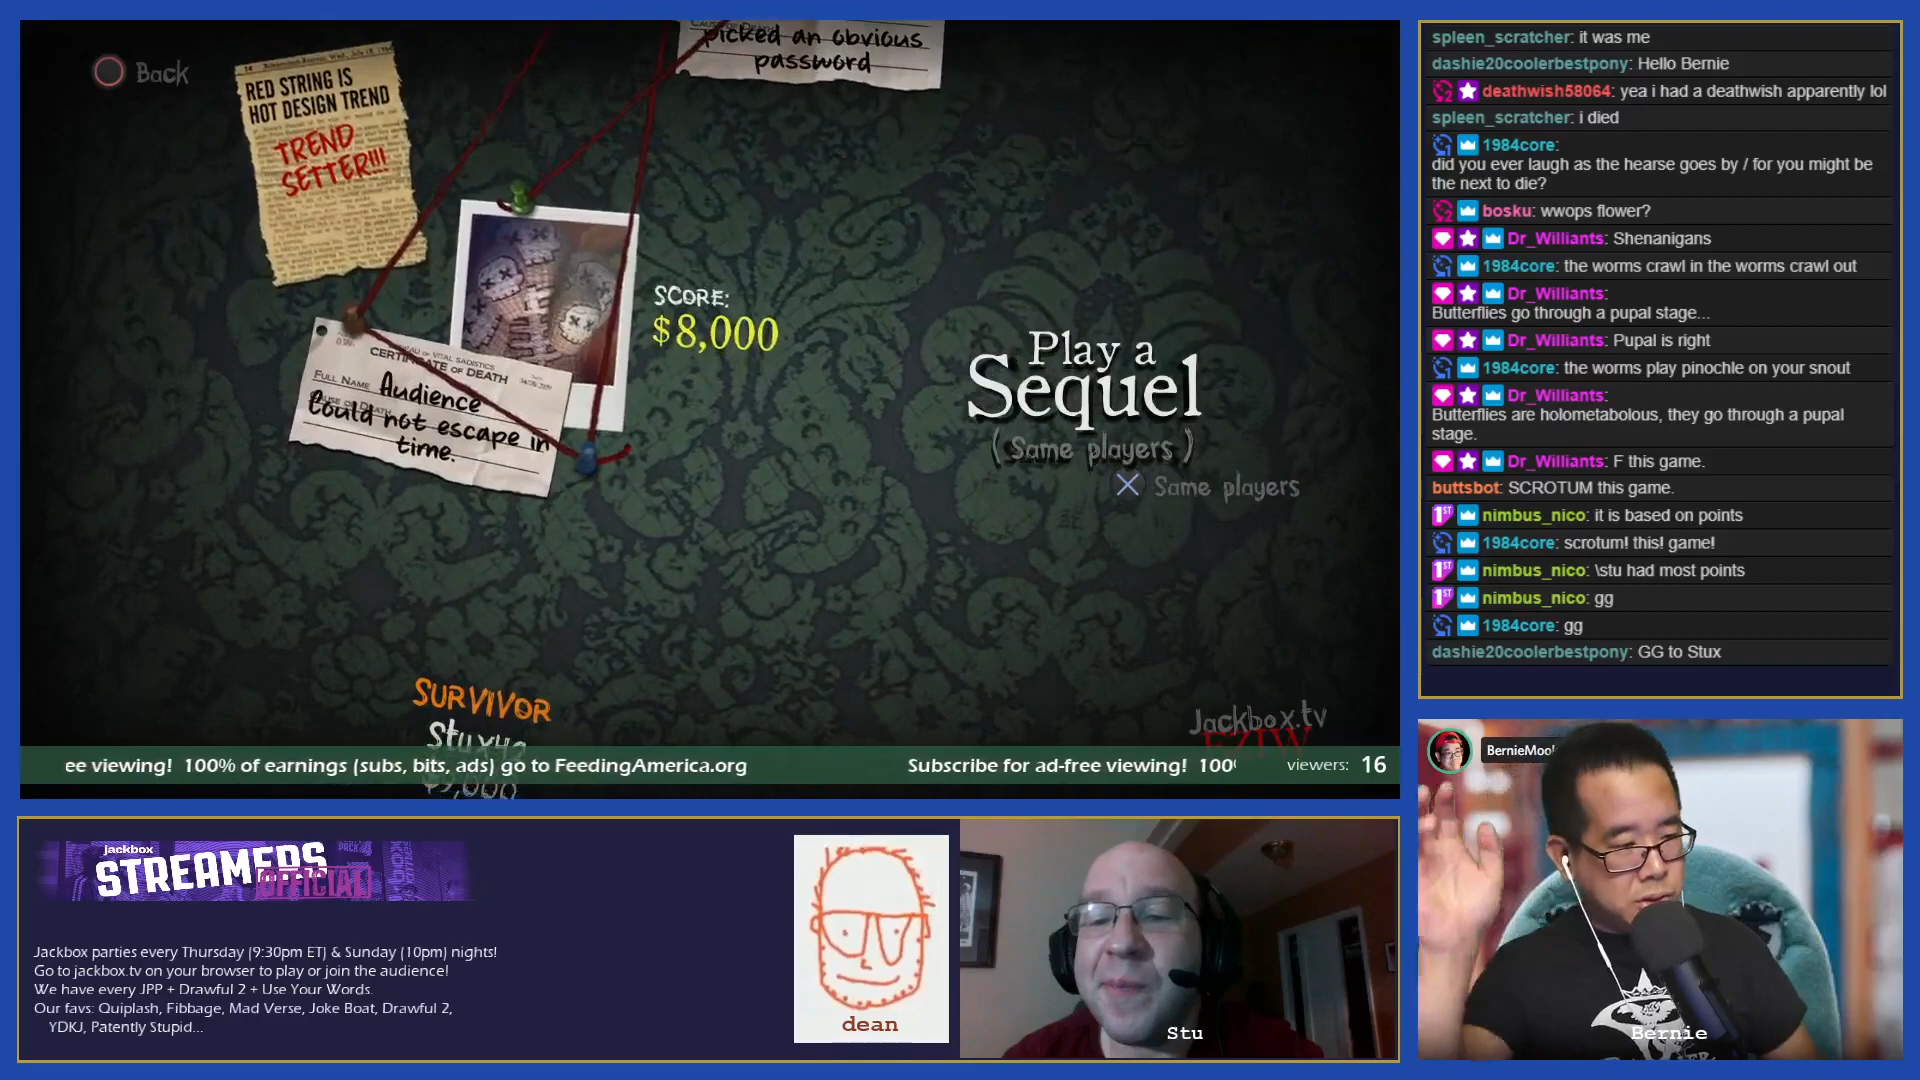 Back
RED STRING IS
HOT DESIGN TREND
TREND
SETTER!!!
picked an obvious
password
SCORE:
$8,000
CERTIFICATE OF DEATH
FULL NAME Audience
Could not escape in
time.
Play a
Sequel
( Same players )
Same players
SURVIVOR
Stux42
$9,000
Jackbox.tv
ee viewing! 100% of earnings (subs, bits, ads) go to FeedingAmerica.org
Subscribe for ad-free viewing! 100
viewers: 16
spleen_scratcher: it was me
dashie20coolerbestpony: Hello Bernie
deathwish58064: yea i had a deathwish apparently lol
spleen_scratcher: i died
1984core:
did you ever laugh as the hearse goes by / for you might be
the next to die?
bosku: wwops flower?
Dr_Williants: Shenanigans
1984core: the worms crawl in the worms crawl out
Dr_Williants:
Butterflies go through a pupal stage...
Dr_Williants: Pupal is right
1984core: the worms play pinochle on your snout
Dr_Williants:
Butterflies are holometabolous, they go through a pupal
stage.
Dr_Williants: F this game.
buttsbot: SCROTUM this game.
1ST nimbus_nico: it is based on points
1984core: scrotum! this! game!
1ST nimbus_nico: \stu had most points
1ST nimbus_nico: gg
1984core: gg
dashie20coolerbestpony: GG to Stux
jackbox
STREAMERS
OFFICIAL
Jackbox parties every Thursday (9:30pm ET) & Sunday (10pm) nights!
Go to jackbox.tv on your browser to play or join the audience!
We have every JPP + Drawful 2 + Use Your Words.
Our favs: Quiplash, Fibbage, Mad Verse, Joke Boat, Drawful 2,
YDKJ, Patently Stupid...
dean
Stu
BernieMoo
Bernie